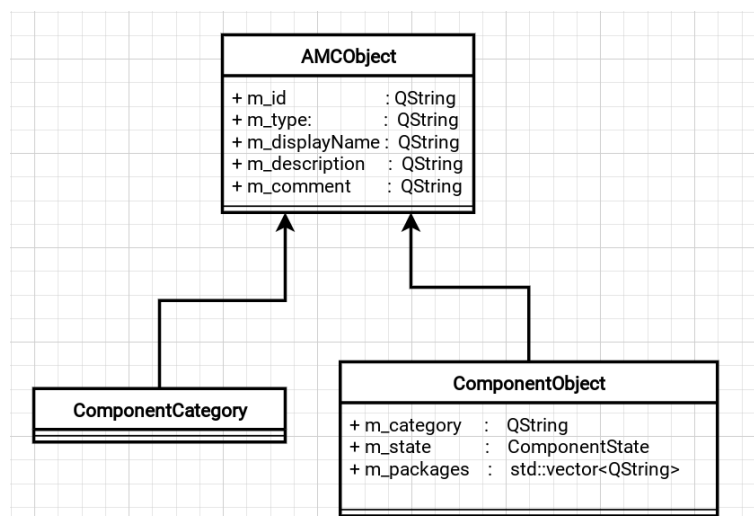 AMCObject
+ m_id : QString
+ m_type: : QString
+ m_displayName : QString
+ m_description : QString
+ m_comment : QString
ComponentCategory
ComponentObject
+ m_category : QString
+ m_state : ComponentState
+ m_packages : std::vector<QString>